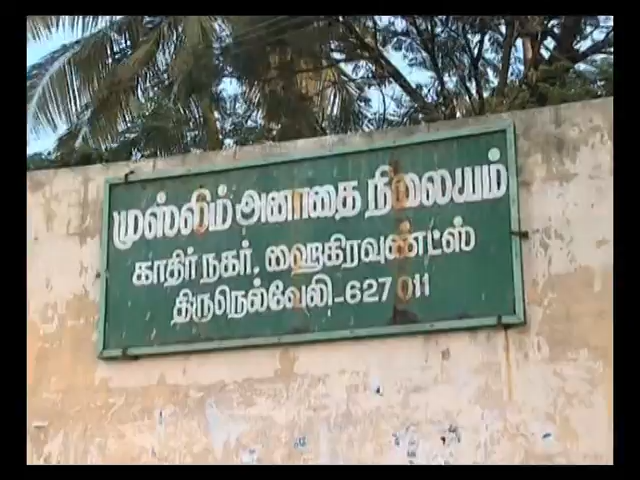 முஸ்லிம் அனாதை நிலையம்
காதிர் நகர். ஹைகிரவுண்ட்ஸ்
திருநெல்வேலி-627 011